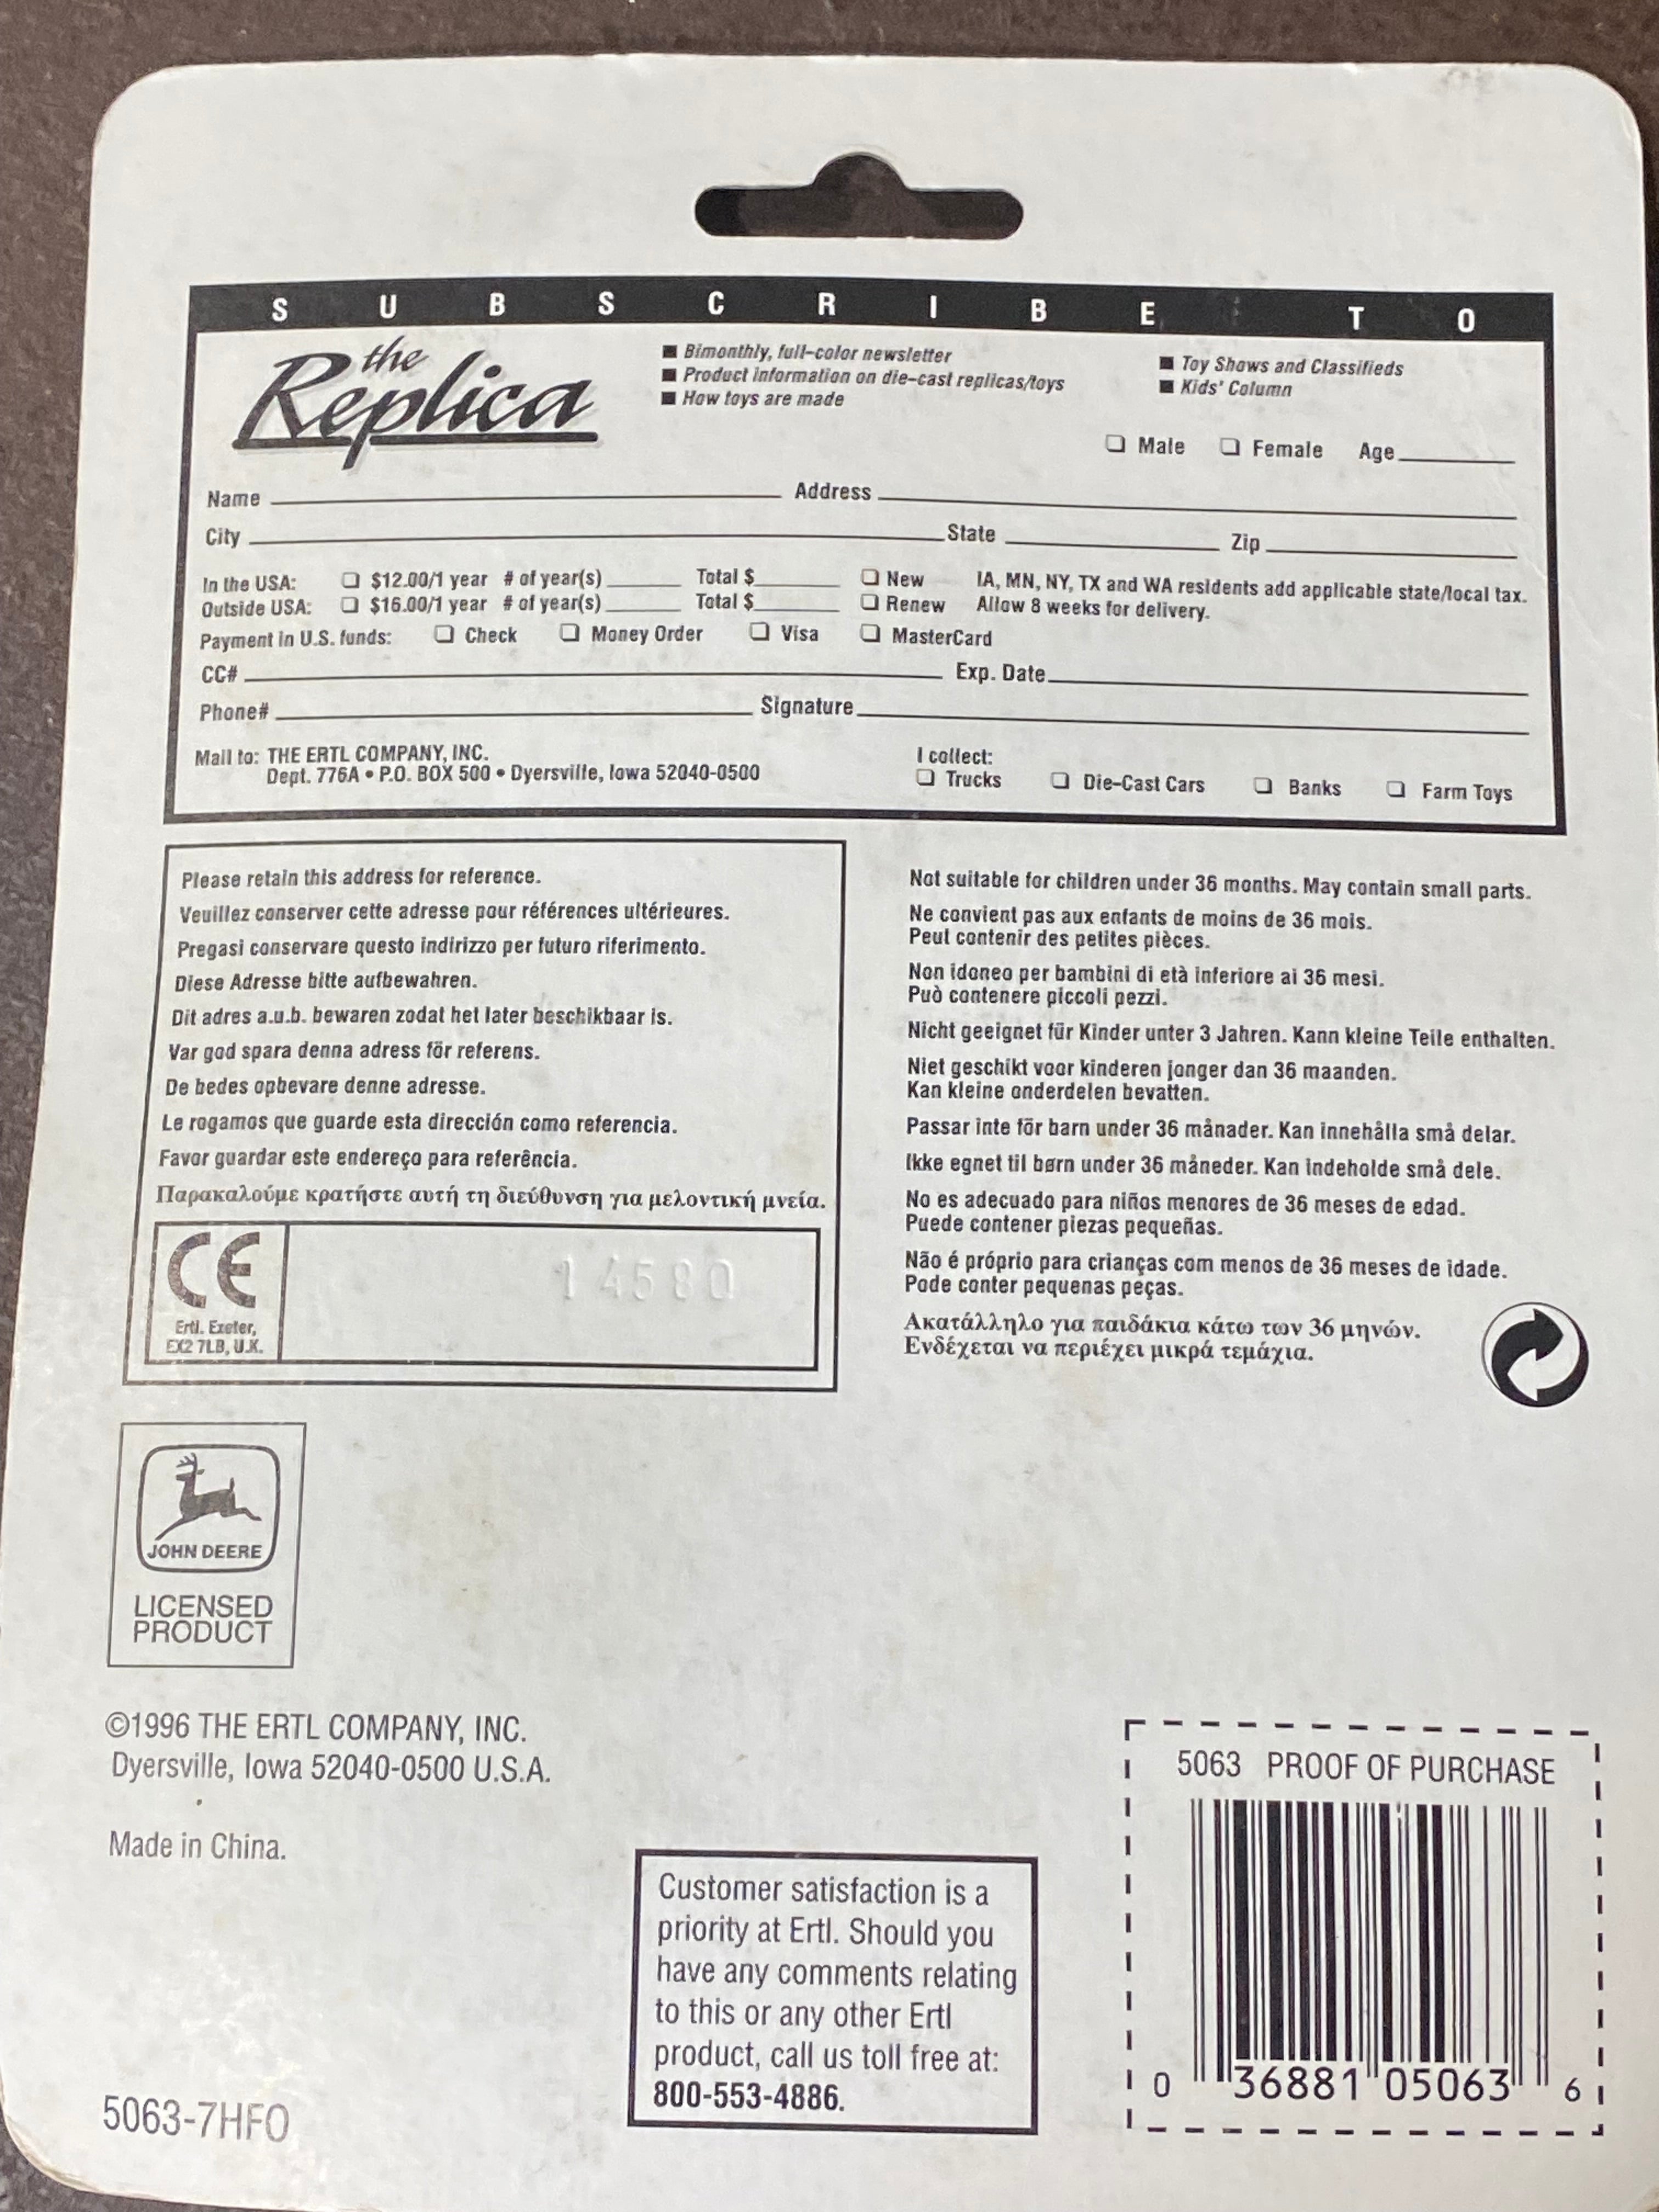 SUBSCRIBE TO
the
Replica
■ Bimonthly, full-color newsletter
■ Product information on die-cast replicas/toys
■ How toys are made
■ Toy Shows and Classifieds
■ Kids' Column
❏ Male ❏ Female Age
Name Address
City State Zip
In the USA: ❏ $12.00/1 year # of year(s) Total $ ❏ New IA, MN, NY, TX and WA residents add applicable state/local tax.
Outside USA: ❏ $16.00/1 year # of year(s) Total $ ❏ Renew Allow 8 weeks for delivery.
Payment in U.S. funds: ❏ Check ❏ Money Order ❏ Visa ❏ MasterCard
CC# Exp. Date
Phone# Signature
Mail to: THE ERTL COMPANY, INC.
Dept. 776A • P.O. BOX 500 • Dyersville, Iowa 52040-0500
I collect:
❏ Trucks ❏ Die-Cast Cars ❏ Banks ❏ Farm Toys
Please retain this address for reference.
Veuillez conserver cette adresse pour références ultérieures.
Pregasi conservare questo indirizzo per futuro riferimento.
Diese Adresse bitte aufbewahren.
Dit adres a.u.b. bewaren zodat het later beschikbaar is.
Var god spara denna adress för referens.
De bedes opbevare denne adresse.
Le rogamos que guarde esta dirección como referencia.
Favor guardar este endereço para referência.
Παρακαλούμε κρατήστε αυτή τη διεύθυνση για μελοντική μνεία.
CE
Ertl. Exeter,
EX2 7LB, U.K.
14580
Not suitable for children under 36 months. May contain small parts.
Ne convient pas aux enfants de moins de 36 mois.
Peut contenir des petites pièces.
Non idoneo per bambini di età inferiore ai 36 mesi.
Può contenere piccoli pezzi.
Nicht geeignet für Kinder unter 3 Jahren. Kann kleine Teile enthalten.
Niet geschikt voor kinderen jonger dan 36 maanden.
Kan kleine onderdelen bevatten.
Passar inte för barn under 36 månader. Kan innehålla små delar.
Ikke egnet til børn under 36 måneder. Kan indeholde små dele.
No es adecuado para niños menores de 36 meses de edad.
Puede contener piezas pequeñas.
Não é próprio para crianças com menos de 36 meses de idade.
Pode conter pequenas peças.
Ακατάλληλο για παιδάκια κάτω των 36 μηνών.
Ενδέχεται να περιέχει μικρά τεμάχια.
JOHN DEERE
LICENSED
PRODUCT
©1996 THE ERTL COMPANY, INC.
Dyersville, Iowa 52040-0500 U.S.A.
Made in China.
5063-7HFO
Customer satisfaction is a
priority at Ertl. Should you
have any comments relating
to this or any other Ertl
product, call us toll free at:
800-553-4886.
5063 PROOF OF PURCHASE
0 36881 05063 6